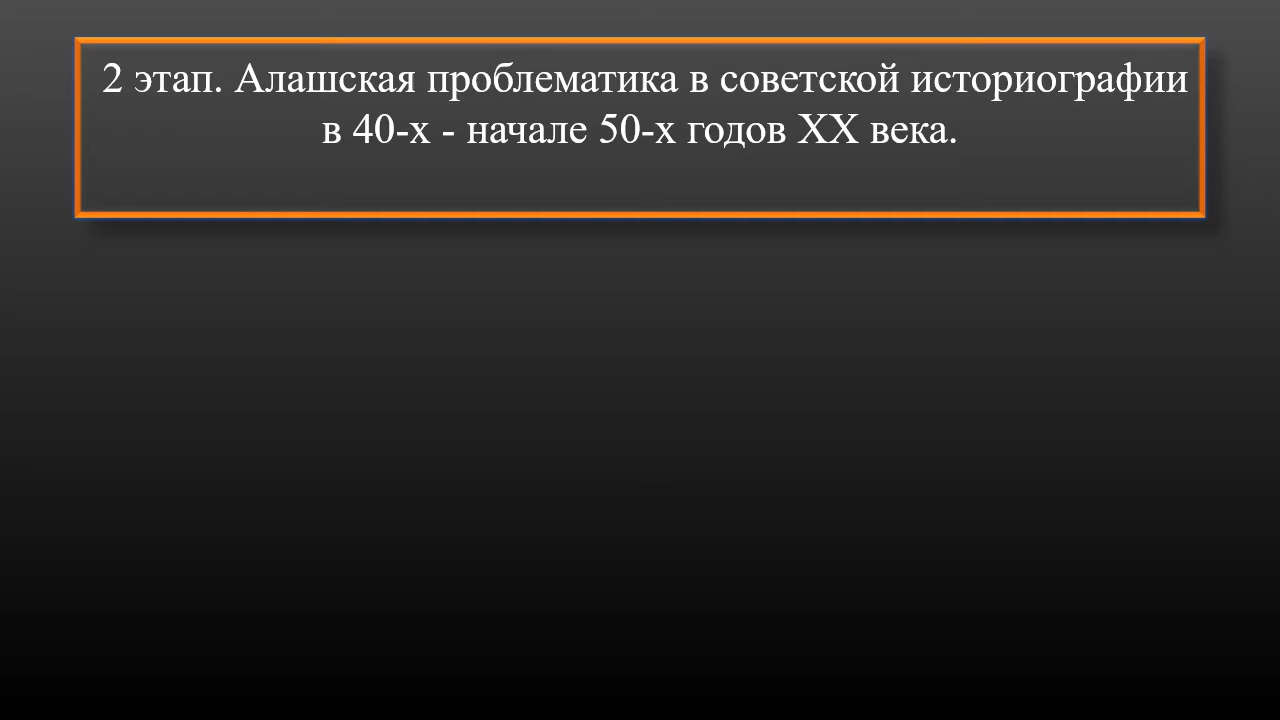 2 этап. Алашская проблематика в советской историографии
в 40-х - начале 50-х годов XX века.